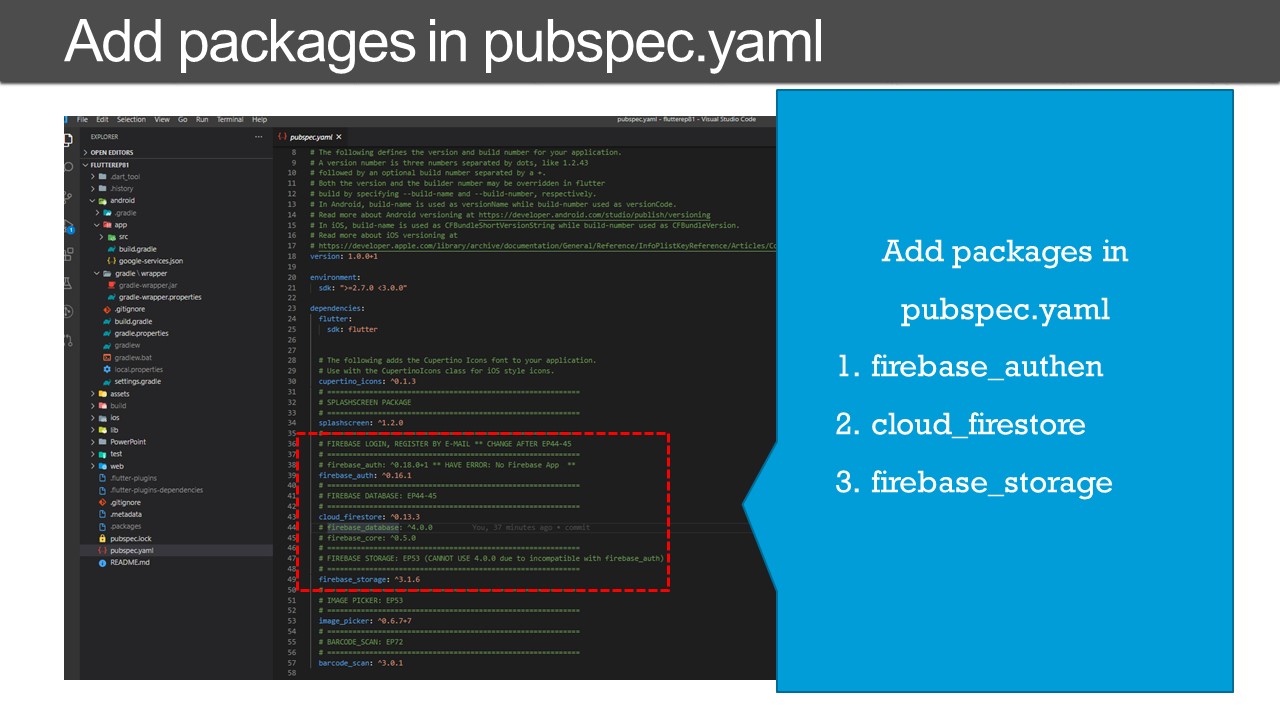 Add packages in pubspec.yaml
File Edit Selection View Go Run Terminal Help
pubspec.yaml - flutterep81 - Visual Studio Code
EXPLORER ···
OPEN EDITORS
FLUTTEREP81
.dart_tool
.history
android
.gradle
app
src
build.gradle
google-services.json
gradle \ wrapper
gradle-wrapper.jar
gradle-wrapper.properties
.gitignore
build.gradle
gradle.properties
gradlew
gradlew.bat
local.properties
settings.gradle
assets
build
ios
lib
PowerPoint
test
web
.flutter-plugins
.flutter-plugins-dependencies
.gitignore
.metadata
.packages
pubspec.lock
pubspec.yaml
README.md
pubspec.yaml ×
8 # The following defines the version and build number for your application.
9 # A version number is three numbers separated by dots, like 1.2.43
10 # followed by an optional build number separated by a +.
11 # Both the version and the builder number may be overridden in flutter
12 # build by specifying --build-name and --build-number, respectively.
13 # In Android, build-name is used as versionName while build-number used as versionCode.
14 # Read more about Android versioning at https://developer.android.com/studio/publish/versioning
15 # In iOS, build-name is used as CFBundleShortVersionString while build-number used as CFBundleVersion.
16 # Read more about iOS versioning at
17 # https://developer.apple.com/library/archive/documentation/General/Reference/InfoPlistKeyReference/Articles/Co
18 version: 1.0.0+1
19
20 environment:
21 sdk: ">=2.7.0 <3.0.0"
22
23 dependencies:
24 flutter:
25 sdk: flutter
26
27
28 # The following adds the Cupertino Icons font to your application.
29 # Use with the CupertinoIcons class for iOS style icons.
30 cupertino_icons: ^0.1.3
31 # ============================================================
32 # SPLASHSCREEN PACKAGE
33 # ============================================================
34 splashscreen: ^1.2.0
35
36 # FIREBASE LOGIN, REGISTER BY E-MAIL ** CHANGE AFTER EP44-45
37 # ============================================================
38 # firebase_auth: ^0.18.0+1 ** HAVE ERROR: No Firebase App **
39 firebase_auth: ^0.16.1
40 # ============================================================
41 # FIREBASE DATABASE: EP44-45
42 # ============================================================
43 cloud_firestore: ^0.13.3
44 # firebase_database: ^4.0.0 You, 37 minutes ago • commit
45 # firebase_core: ^0.5.0
46 # ============================================================
47 # FIREBASE STORAGE: EP53 (CANNOT USE 4.0.0 due to incompatible with firebase_auth)
48 # ============================================================
49 firebase_storage: ^3.1.6
50
51 # IMAGE PICKER: EP53
52 # ============================================================
53 image_picker: ^0.6.7+7
54 # ============================================================
55 # BARCODE_SCAN: EP72
56 # ============================================================
57 barcode_scan: ^3.0.1
58
Add packages in
pubspec.yaml
1. firebase_authen
2. cloud_firestore
3. firebase_storage